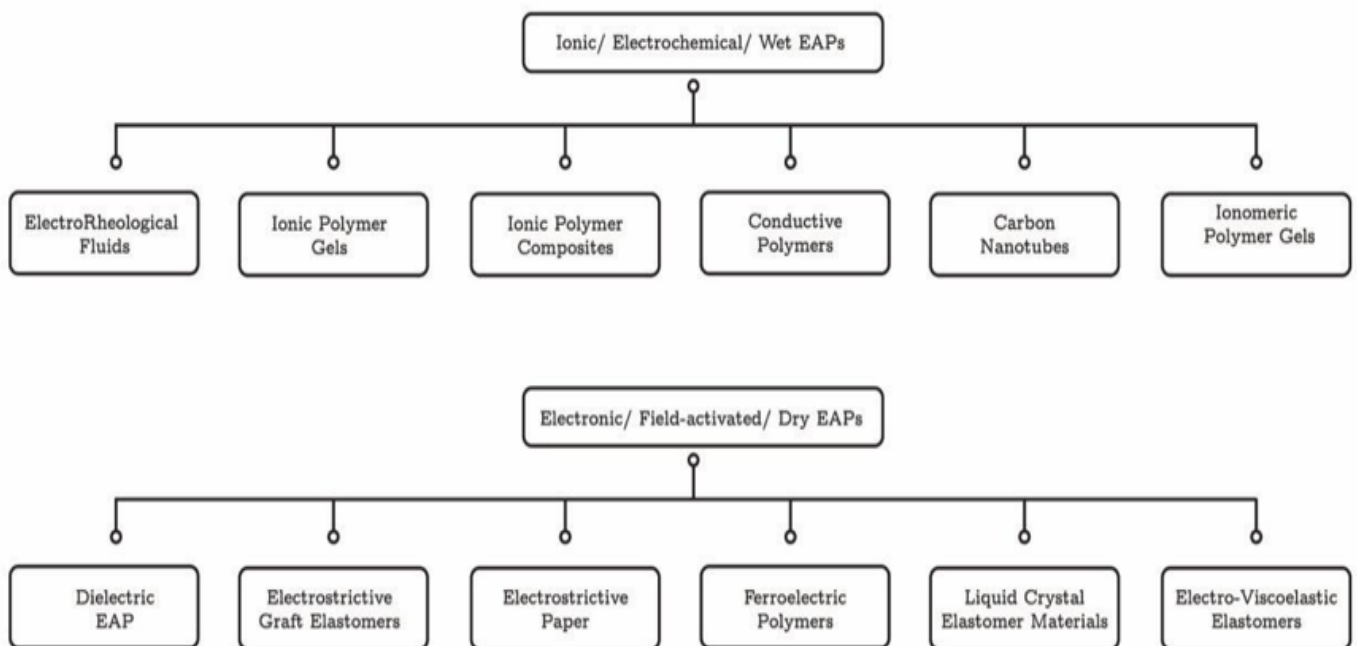 Ionic/ Electrochemical/ Wet EAPs
ElectroRheological
Fluids
Ionic Polymer
Gels
Ionic Polymer
Composites
Conductive
Polymers
Carbon
Nanotubes
Ionomeric
Polymer Gels
Electronic/ Field-activated/ Dry EAPs
Dielectric
EAP
Electrostrictive
Graft Elastomers
Electrostrictive
Paper
Ferroelectric
Polymers
Liquid Crystal
Elastomer Materials
Electro-Viscoelastic
Elastomers